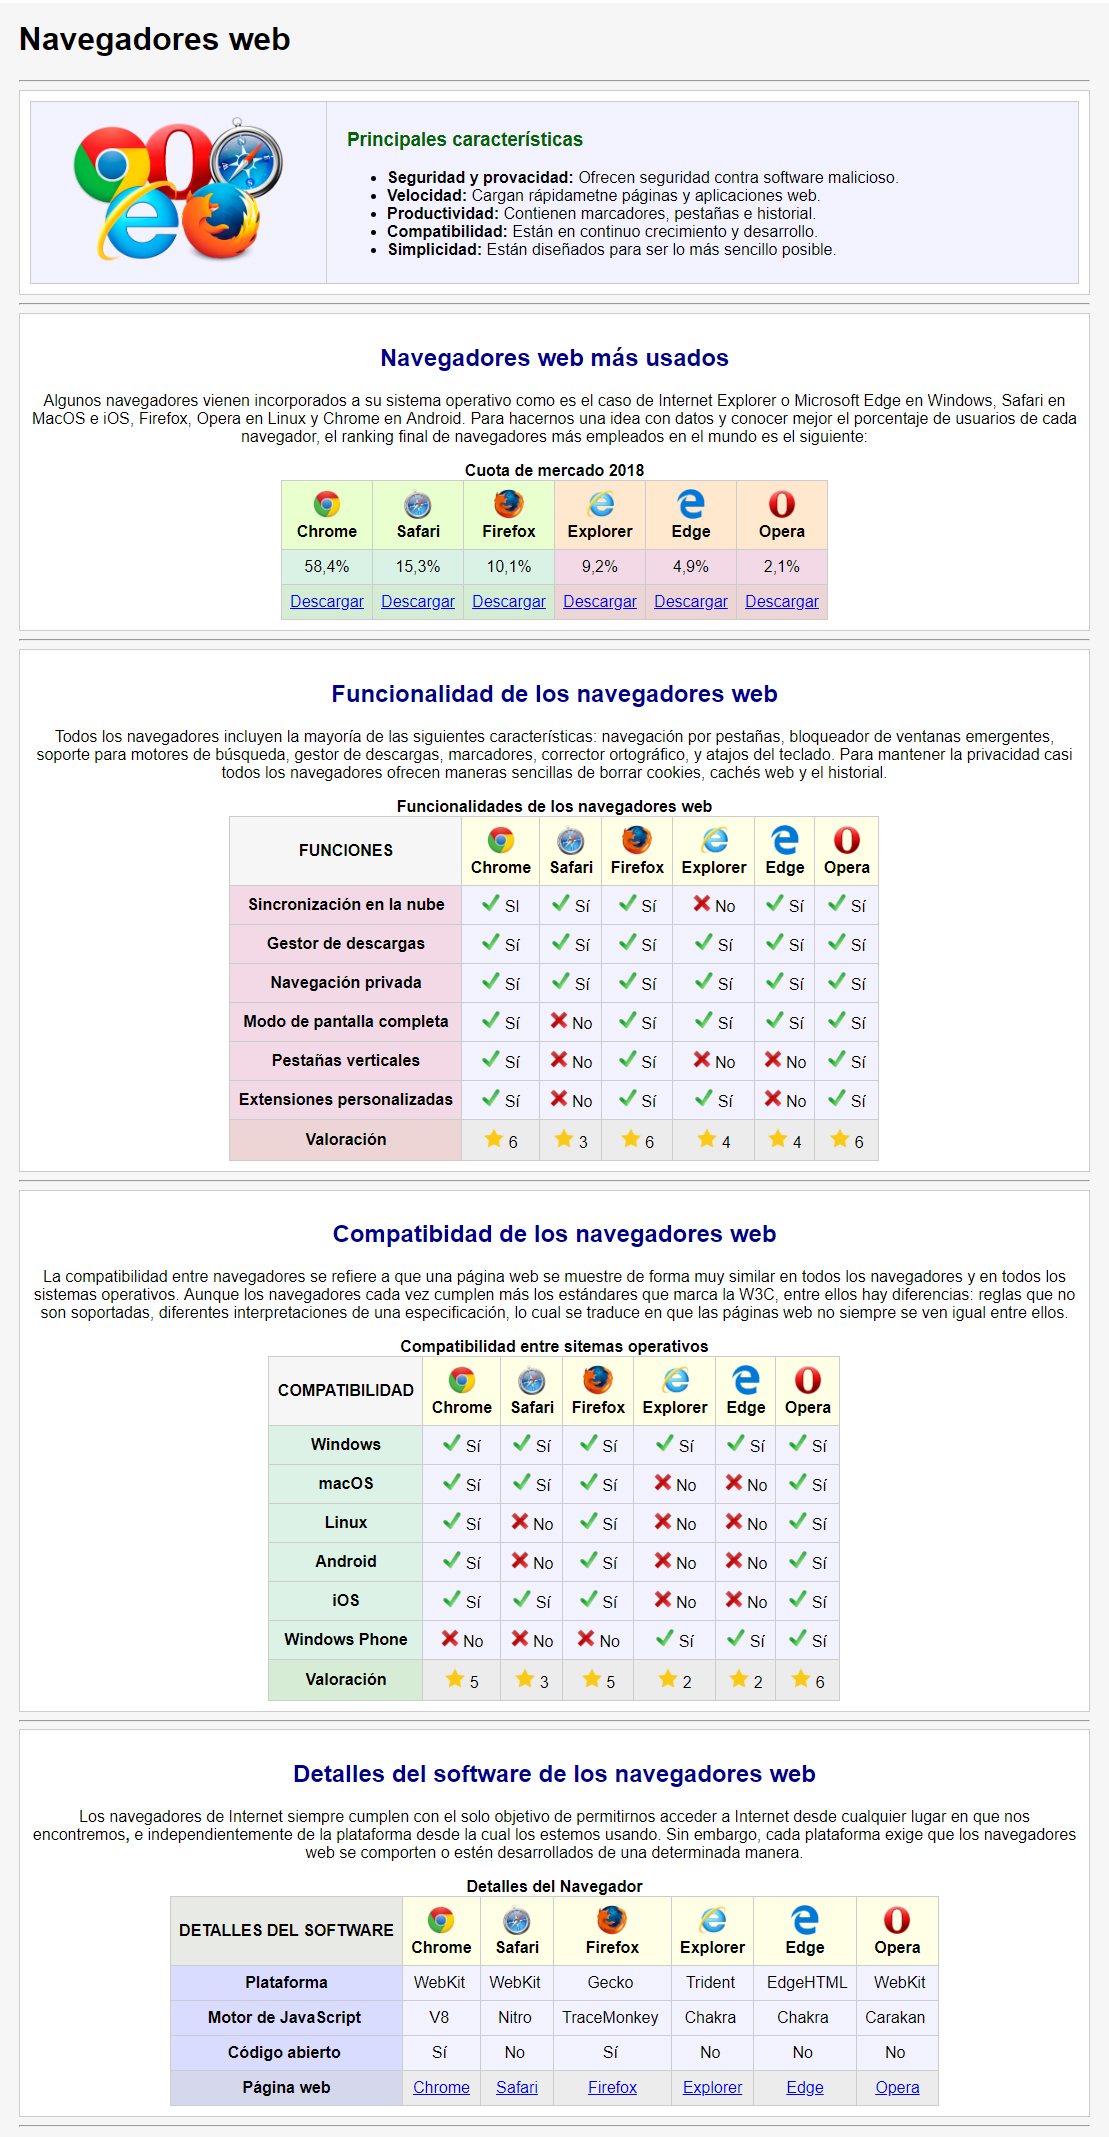 Navegadores web
Principales características
Seguridad y provacidad: Ofrecen seguridad contra software malicioso.
Velocidad: Cargan rápidametne páginas y aplicaciones web.
Productividad: Contienen marcadores, pestañas e historial.
Compatibilidad: Están en continuo crecimiento y desarrollo.
Simplicidad: Están diseñados para ser lo más sencillo posible.
Navegadores web más usados
Algunos navegadores vienen incorporados a su sistema operativo como es el caso de Internet Explorer o Microsoft Edge en Windows, Safari en
MacOS e iOS, Firefox, Opera en Linux y Chrome en Android. Para hacernos una idea con datos y conocer mejor el porcentaje de usuarios de cada
navegador, el ranking final de navegadores más empleados en el mundo es el siguiente:
Cuota de mercado 2018
Chrome Safari Firefox Explorer Edge Opera
58,4% 15,3% 10,1% 9,2% 4,9% 2,1%
Descargar Descargar Descargar Descargar Descargar Descargar
Funcionalidad de los navegadores web
Todos los navegadores incluyen la mayoría de las siguientes características: navegación por pestañas, bloqueador de ventanas emergentes,
soporte para motores de búsqueda, gestor de descargas, marcadores, corrector ortográfico, y atajos del teclado. Para mantener la privacidad casi
todos los navegadores ofrecen maneras sencillas de borrar cookies, cachés web y el historial.
Funcionalidades de los navegadores web
FUNCIONES Chrome Safari Firefox Explorer Edge Opera
Sincronización en la nube SI Sí Sí No Sí Sí
Gestor de descargas Sí Sí Sí Sí Sí Sí
Navegación privada Sí Sí Sí Sí Sí Sí
Modo de pantalla completa Sí No Sí Sí Sí Sí
Pestañas verticales Sí No Sí No No Sí
Extensiones personalizadas Sí No Sí Sí No Sí
Valoración 6 3 6 4 4 6
Compatibidad de los navegadores web
La compatibilidad entre navegadores se refiere a que una página web se muestre de forma muy similar en todos los navegadores y en todos los
sistemas operativos. Aunque los navegadores cada vez cumplen más los estándares que marca la W3C, entre ellos hay diferencias: reglas que no
son soportadas, diferentes interpretaciones de una especificación, lo cual se traduce en que las páginas web no siempre se ven igual entre ellos.
Compatibilidad entre sitemas operativos
COMPATIBILIDAD Chrome Safari Firefox Explorer Edge Opera
Windows Sí Sí Sí Sí Sí Sí
macOS Sí Sí Sí No No Sí
Linux Sí No Sí No No Sí
Android Sí No Sí No No Sí
iOS Sí Sí Sí No No Sí
Windows Phone No No No Sí Sí Sí
Valoración 5 3 5 2 2 6
Detalles del software de los navegadores web
Los navegadores de Internet siempre cumplen con el solo objetivo de permitirnos acceder a Internet desde cualquier lugar en que nos
encontremos, e independientemente de la plataforma desde la cual los estemos usando. Sin embargo, cada plataforma exige que los navegadores
web se comporten o estén desarrollados de una determinada manera.
Detalles del Navegador
DETALLES DEL SOFTWARE Chrome Safari Firefox Explorer Edge Opera
Plataforma WebKit WebKit Gecko Trident EdgeHTML WebKit
Motor de JavaScript V8 Nitro TraceMonkey Chakra Chakra Carakan
Código abierto Sí No Sí No No No
Página web Chrome Safari Firefox Explorer Edge Opera